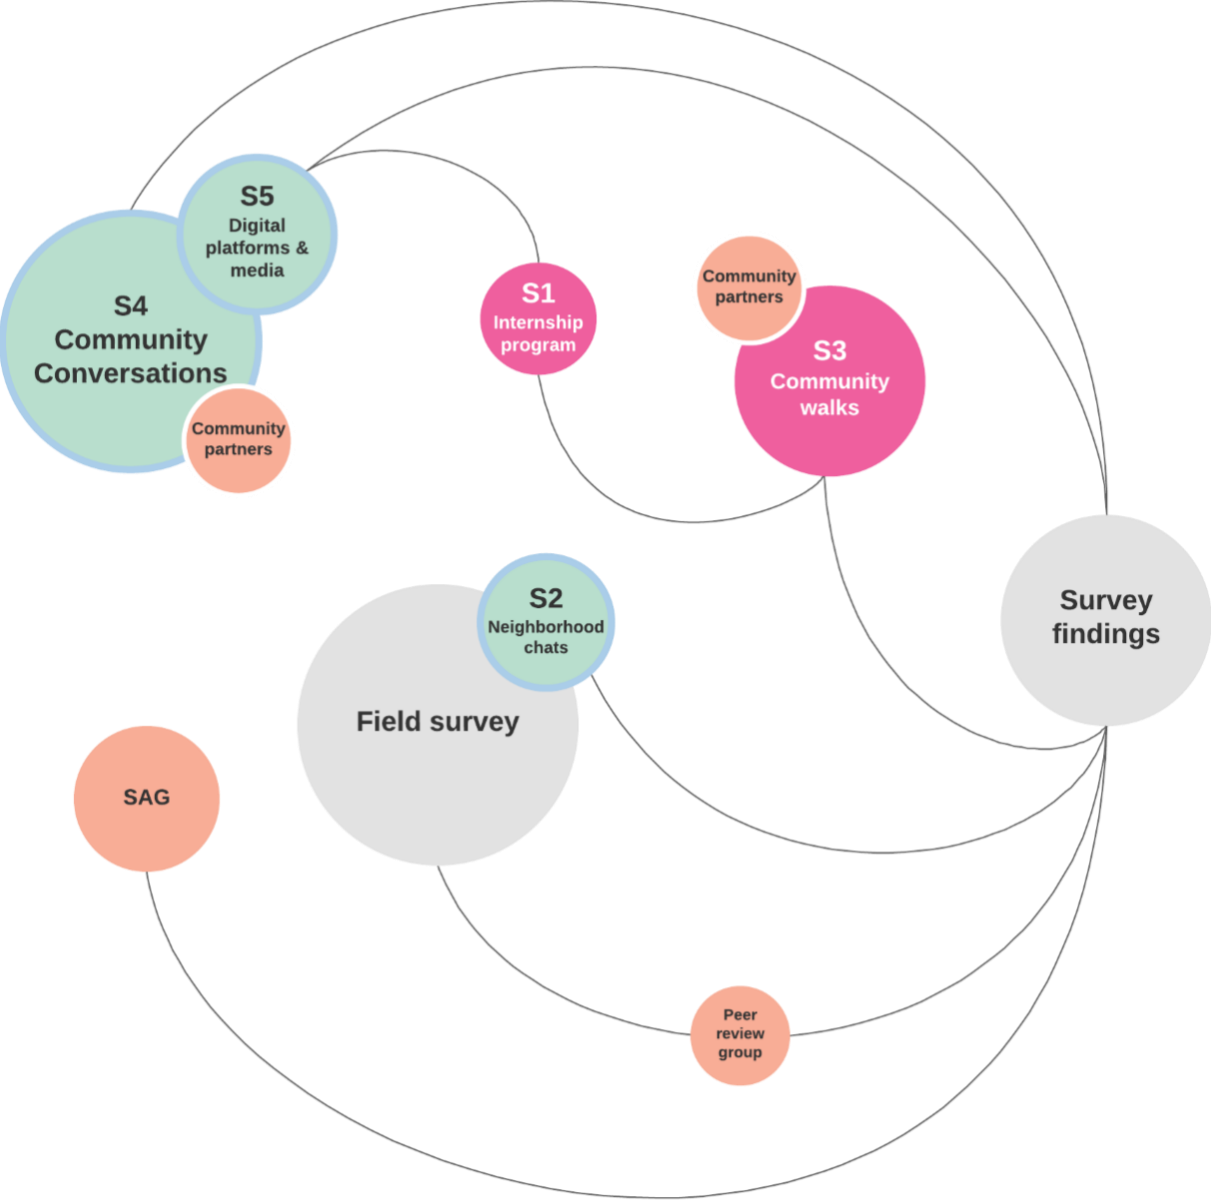 S5
Digital
platforms &
media
S4
Community
Conversations
Community
partners
S1
Internship
program
Community
partners
S3
Community
walks
S2
Neighborhood
chats
Field survey
Survey
findings
SAG
Peer
review
group